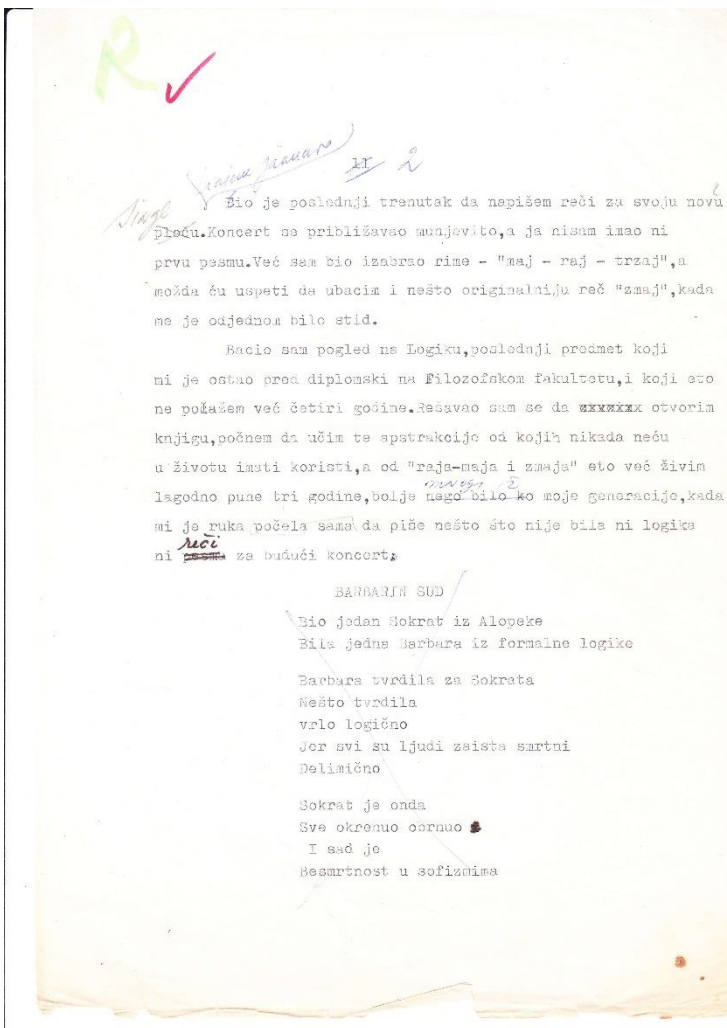 R ✓
januara
kr 2
Singl
Bio je poslednji trenutak da napišem reči za svoju novu
ploču.Koncert se približavao munjevito,a ja nisam imao ni
prvu pesmu.Već sam bio izabrao rime - "maj - raj - trzaj",a
možda ću uspeti da ubacim i nešto originalniju reč "zmaj",kada
me je odjednom bilo stid.
Bacio sam pogled na Logiku,poslednji predmet koji
mi je ostao pred diplomski na Filozofskom fakultetu,i koji eto
ne položažem već četiri godine.Rešavao sam se da otvorim
knjigu,počnem da učim te apstrakcije od kojih nikada neću
u životu imati koristi,a od "raja-maja i zmaja" eto već živim
mnogi iz
lagodno pune tri godine,bolje nego bilo ko moje generacije,kada
mi je ruka počela sama da piše nešto što nije bila ni logika
ni reči za budući koncert.
BARBARIN SUD
Bio jedan Sokrat iz Alopeke
Bila jedna Barbara iz formalne logike
Barbara tvrdila za Sokrata
Nešto tvrdila
vrlo logično
Jer svi su ljudi zaista smrtni
Delimično
Sokrat je onda
Sve okrenuo obrnuo
I sad je
Besmrtnost u sofizmima